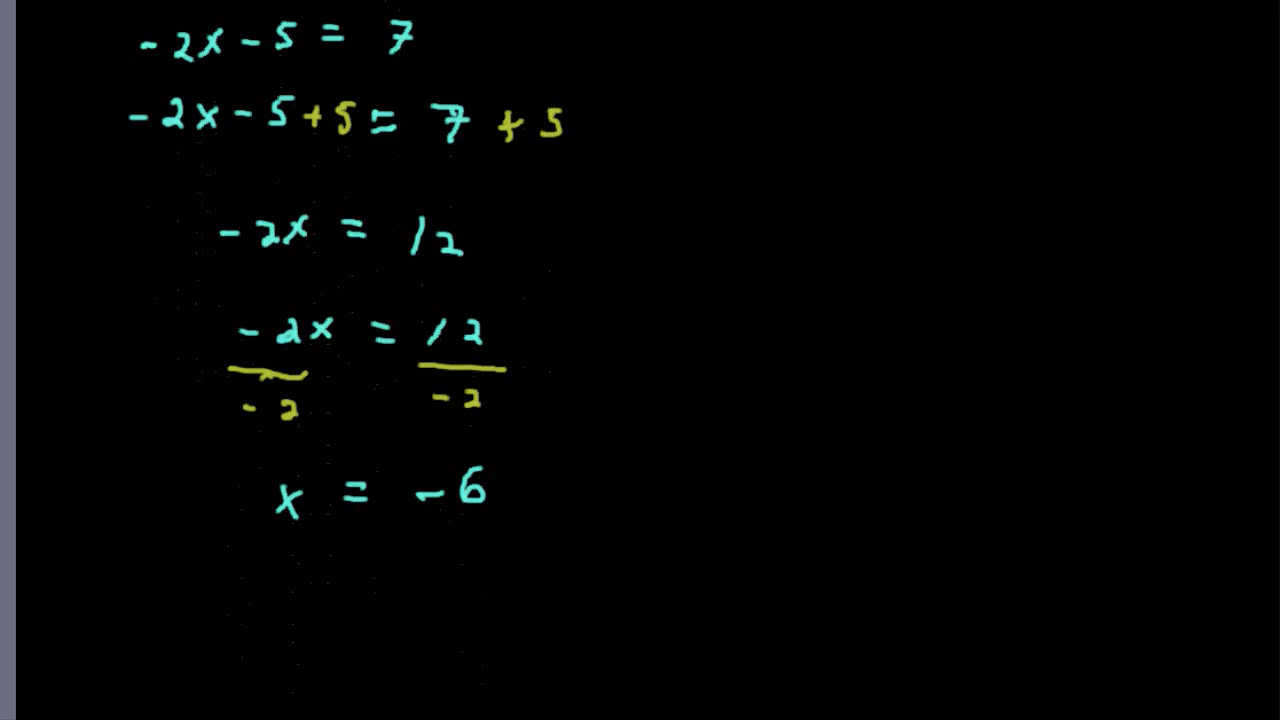 -2x - 5 = 7
-2x - 5 + 5 = 7 + 5
-2x = 12
-2x = 12
-2 -2
x = -6